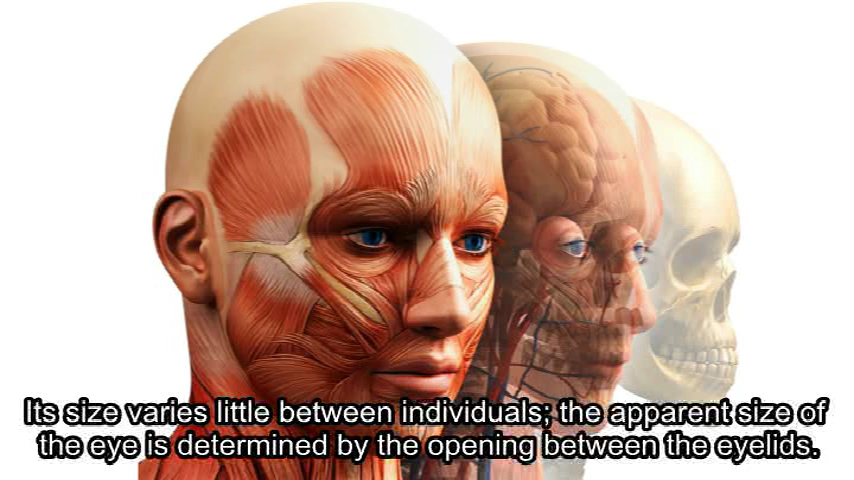 Its size varies little between individuals; the apparent size of
the eye is determined by the opening between the eyelids.